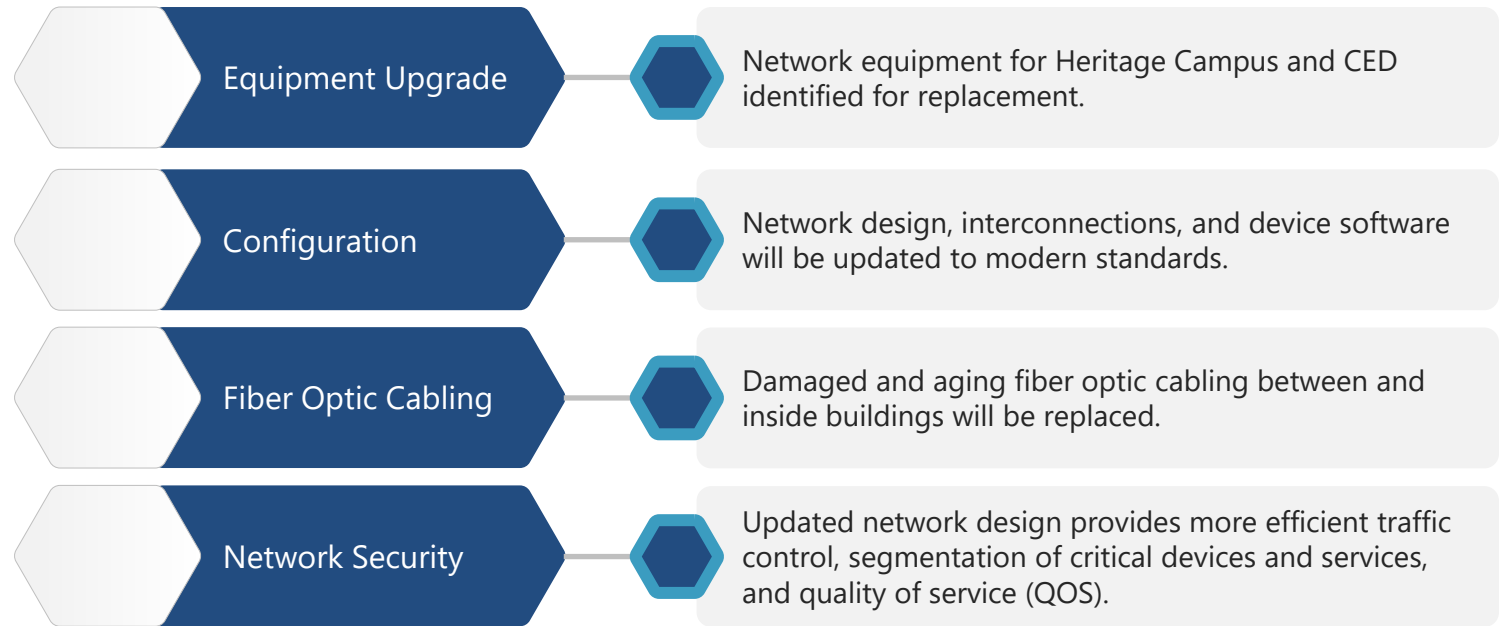 Equipment Upgrade
Network equipment for Heritage Campus and CED
identified for replacement.
Configuration
Network design, interconnections, and device software
will be updated to modern standards.
Fiber Optic Cabling
Damaged and aging fiber optic cabling between and
inside buildings will be replaced.
Network Security
Updated network design provides more efficient traffic
control, segmentation of critical devices and services,
and quality of service (QOS).